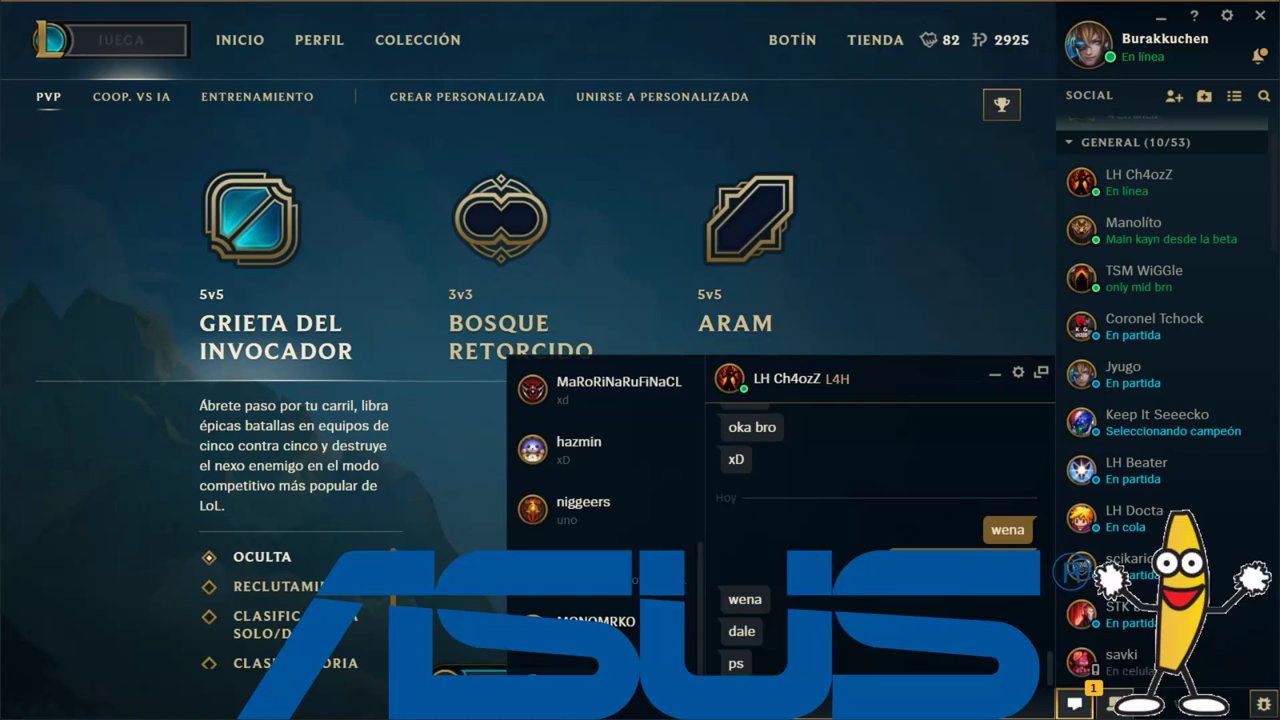 JUEGA
INICIO
PERFIL
COLECCIÓN
BOTÍN
TIENDA
82
2925
?
Burakkuchen
En línea
PVP
COOP. VS IA
ENTRENAMIENTO
CREAR PERSONALIZADA
UNIRSE A PERSONALIZADA
SOCIAL
GENERAL (10/53)
LH Ch4ozZ
En línea
Manolíto
Main kayn desde la beta
TSM WiGGle
only mid brn
Coronel Tchock
En partida
Jyugo
En partida
Keep It Seeecko
Seleccionando campeón
LH Beater
En partida
LH Docta
En cola
savki
1
5v5
GRIETA DEL
INVOCADOR
3v3
BOSQUE
RETORCIDO
5v5
ARAM
Ábrete paso por tu carril, libra
épicas batallas en equipos de
cinco contra cinco y destruye
el nexo enemigo en el modo
competitivo más popular de
LoL.
OCULTA
MaRoRiNaRuFiNaCL
xd
hazmin
xD
niggeers
uno
MONOMRKO
LH Ch4ozZ L4H
oka bro
xD
Hoy
wena
wena
dale
ps
ASUS